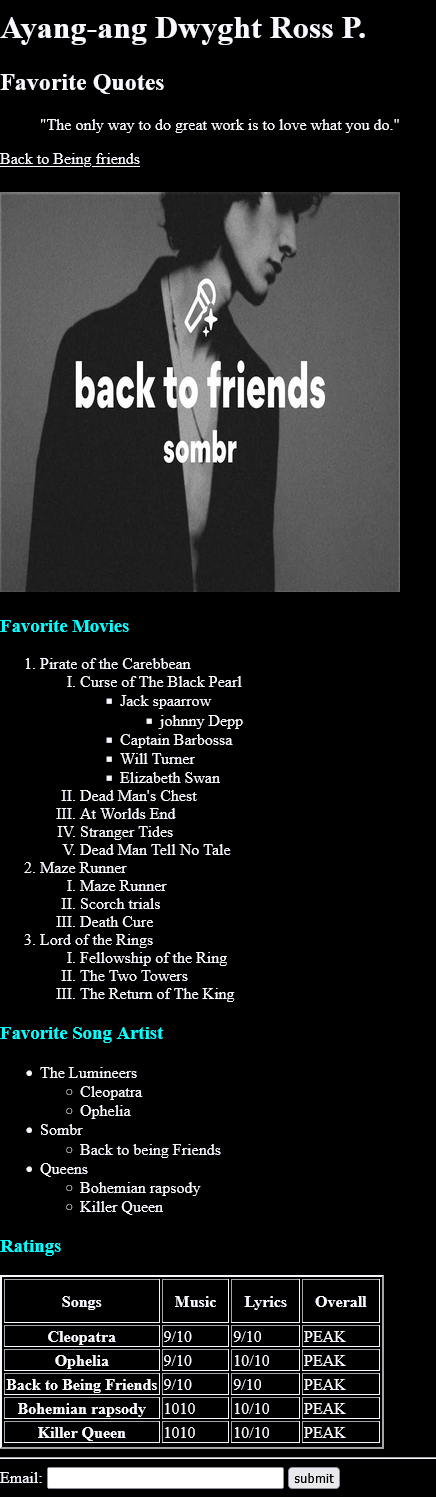 Ayang-ang Dwyght Ross P.
Favorite Quotes
"The only way to do great work is to love what you do."
Back to Being friends
back to friends
sombr
Favorite Movies
1. Pirate of the Carebbean
I. Curse of The Black Pearl
▪ Jack spaarrow
▪ johnny Depp
▪ Captain Barbossa
▪ Will Turner
▪ Elizabeth Swan
II. Dead Man's Chest
III. At Worlds End
IV. Stranger Tides
V. Dead Man Tell No Tale
2. Maze Runner
I. Maze Runner
II. Scorch trials
III. Death Cure
3. Lord of the Rings
I. Fellowship of the Ring
II. The Two Towers
III. The Return of The King
Favorite Song Artist
• The Lumineers
◦ Cleopatra
◦ Ophelia
• Sombr
◦ Back to being Friends
• Queens
◦ Bohemian rapsody
◦ Killer Queen
Ratings
Songs Music Lyrics Overall
Cleopatra 9/10 9/10 PEAK
Ophelia 9/10 10/10 PEAK
Back to Being Friends 9/10 9/10 PEAK
Bohemian rapsody 1010 10/10 PEAK
Killer Queen 1010 10/10 PEAK
Email: submit